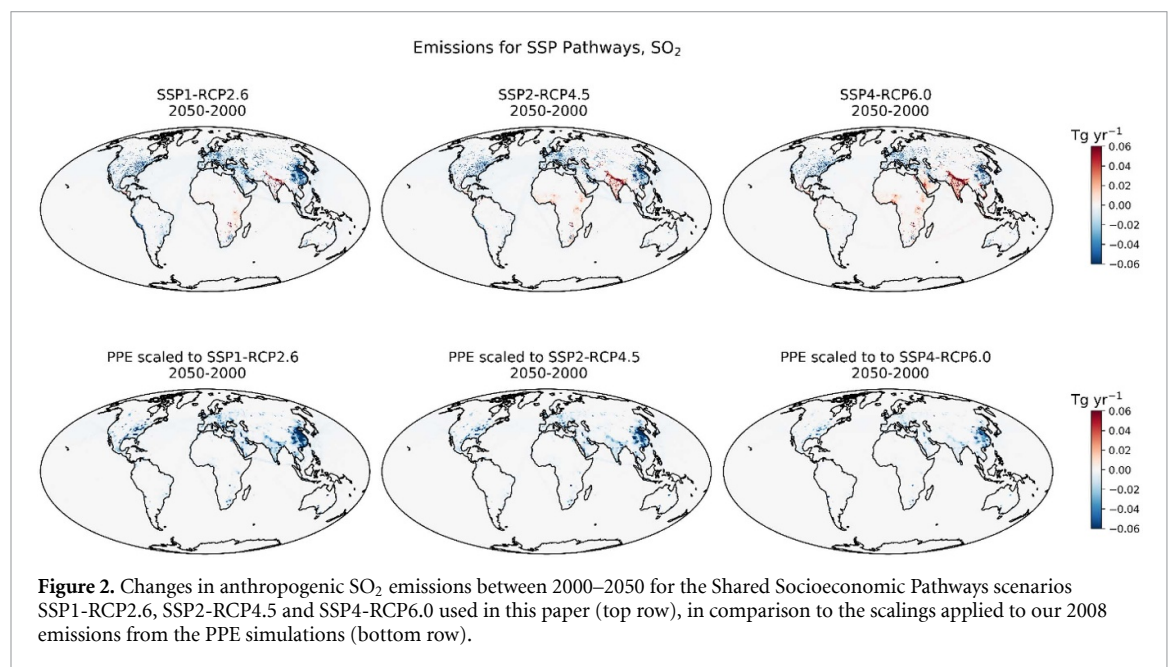 Emissions for SSP Pathways, SO₂
SSP1-RCP2.6
2050-2000
SSP2-RCP4.5
2050-2000
SSP4-RCP6.0
2050-2000
Tg yr⁻¹
0.06
0.04
0.02
0.00
−0.02
−0.04
−0.06
PPE scaled to SSP1-RCP2.6
2050-2000
PPE scaled to SSP2-RCP4.5
2050-2000
PPE scaled to to SSP4-RCP6.0
2050-2000
Tg yr⁻¹
0.06
0.04
0.02
0.00
−0.02
−0.04
−0.06
Figure 2. Changes in anthropogenic SO₂ emissions between 2000–2050 for the Shared Socioeconomic Pathways scenarios
SSP1-RCP2.6, SSP2-RCP4.5 and SSP4-RCP6.0 used in this paper (top row), in comparison to the scalings applied to our 2008
emissions from the PPE simulations (bottom row).